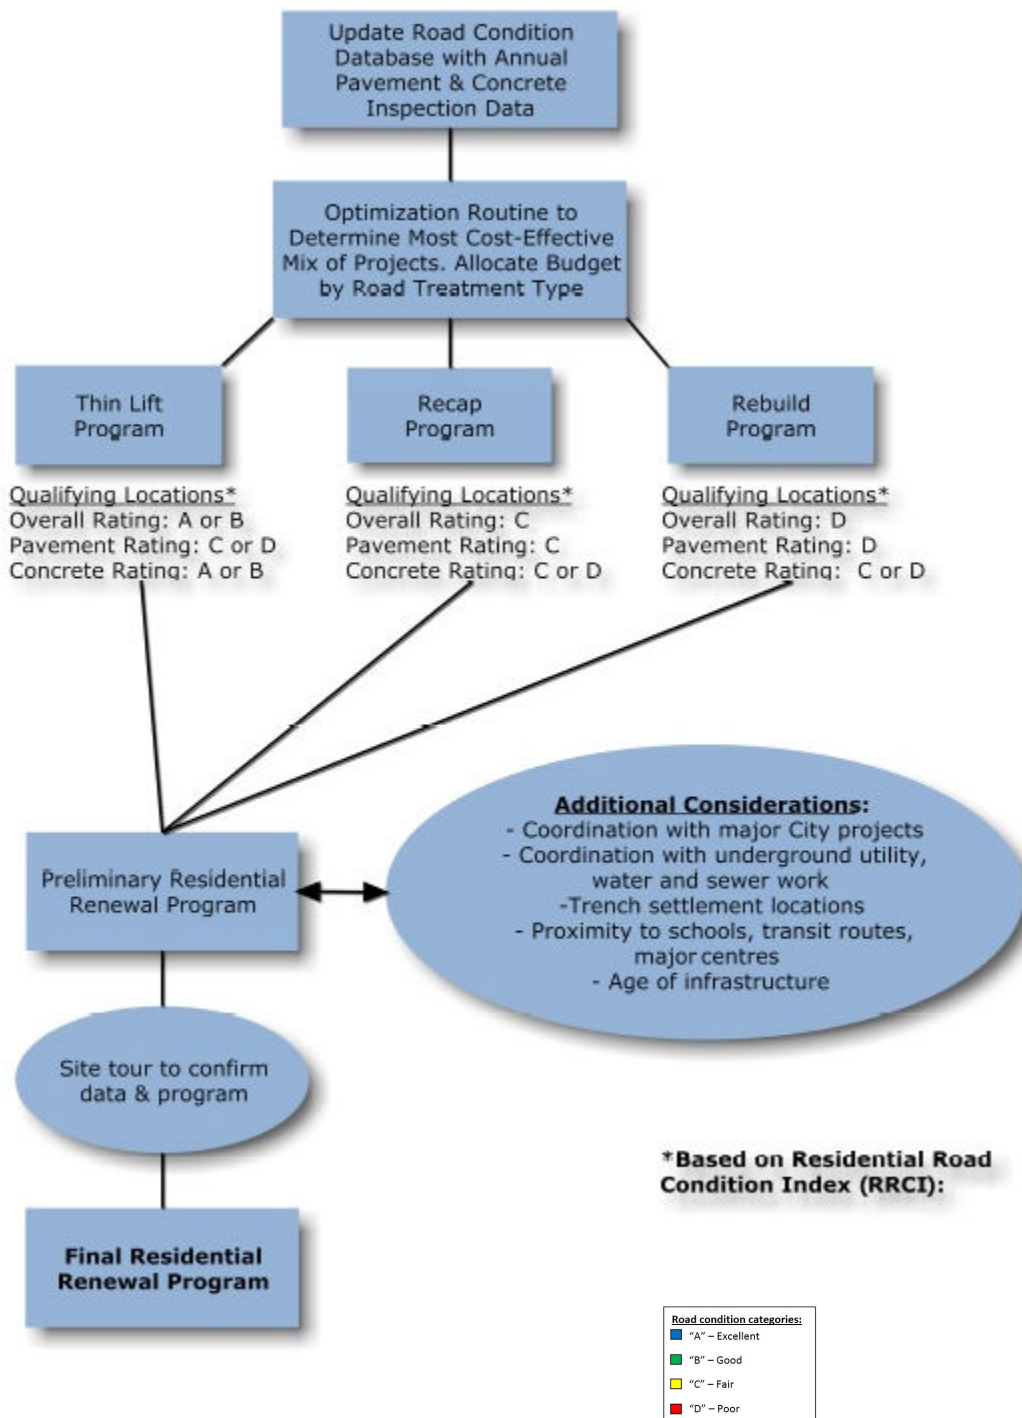 Update Road Condition
Database with Annual
Pavement & Concrete
Inspection Data
Optimization Routine to
Determine Most Cost-Effective
Mix of Projects. Allocate Budget
by Road Treatment Type
Thin Lift
Program
Recap
Program
Rebuild
Program
Qualifying Locations*
Overall Rating: A or B
Pavement Rating: C or D
Concrete Rating: A or B
Qualifying Locations*
Overall Rating: C
Pavement Rating: C
Concrete Rating: C or D
Qualifying Locations*
Overall Rating: D
Pavement Rating: D
Concrete Rating: C or D
Additional Considerations:
- Coordination with major City projects
- Coordination with underground utility,
water and sewer work
-Trench settlement locations
- Proximity to schools, transit routes,
major centres
- Age of infrastructure
Preliminary Residential
Renewal Program
Site tour to confirm
data & program
*Based on Residential Road
Condition Index (RRCI):
Final Residential
Renewal Program
Road condition categories:
"A" – Excellent
"B" – Good
"C" – Fair
"D" – Poor